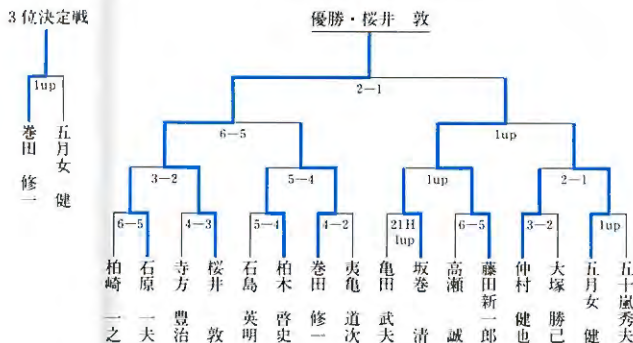 3位決定戦
1up
巻田 修一
五月女 健
優勝・桜井 敦
2—1
6—5
1up
3—2
5—4
1up
2—1
6—5
4—3
5—4
4—2
21H
1up
6—5
3—2
1up
柏崎 一之
石原 一夫
寺方 豊治
桜井 敦
石島 英明
柏木 啓史
巻田 修一
夷亀 道次
亀田 武夫
坂巻 清
高瀬 誠
藤田新一郎
仲村 健也
大塚 勝己
五月女 健
五十嵐秀夫